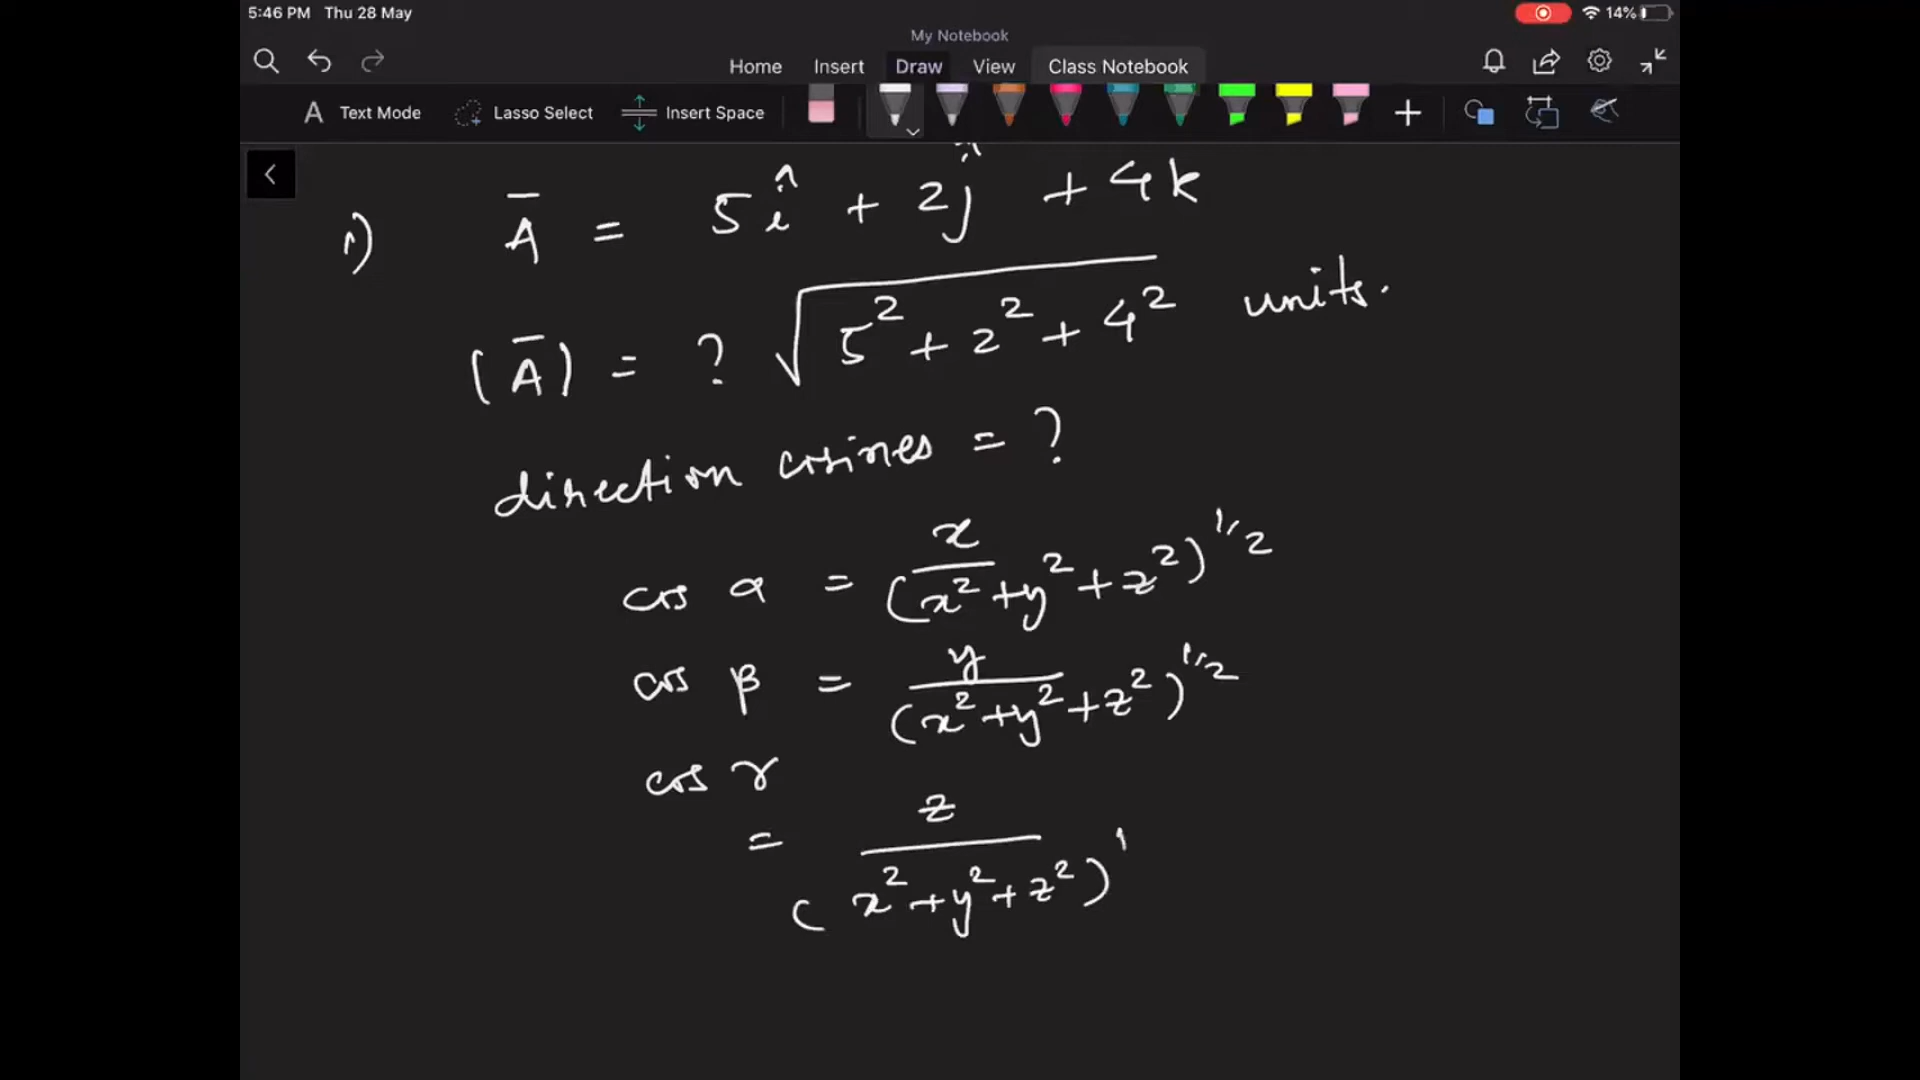 5:46 PM Thu 28 May 14%
My Notebook
Home Insert Draw View Class Notebook
A Text Mode Lasso Select Insert Space
1) A̅ = 5î + 2ĵ + 4k
(A̅) = ? √(5² + 2² + 4²) units.
direction cosines = ?
cos α = x / (x² + y² + z²)^1/2
cos β = y / (x² + y² + z²)^1/2
cos γ
= z / (x² + y² + z²)^1